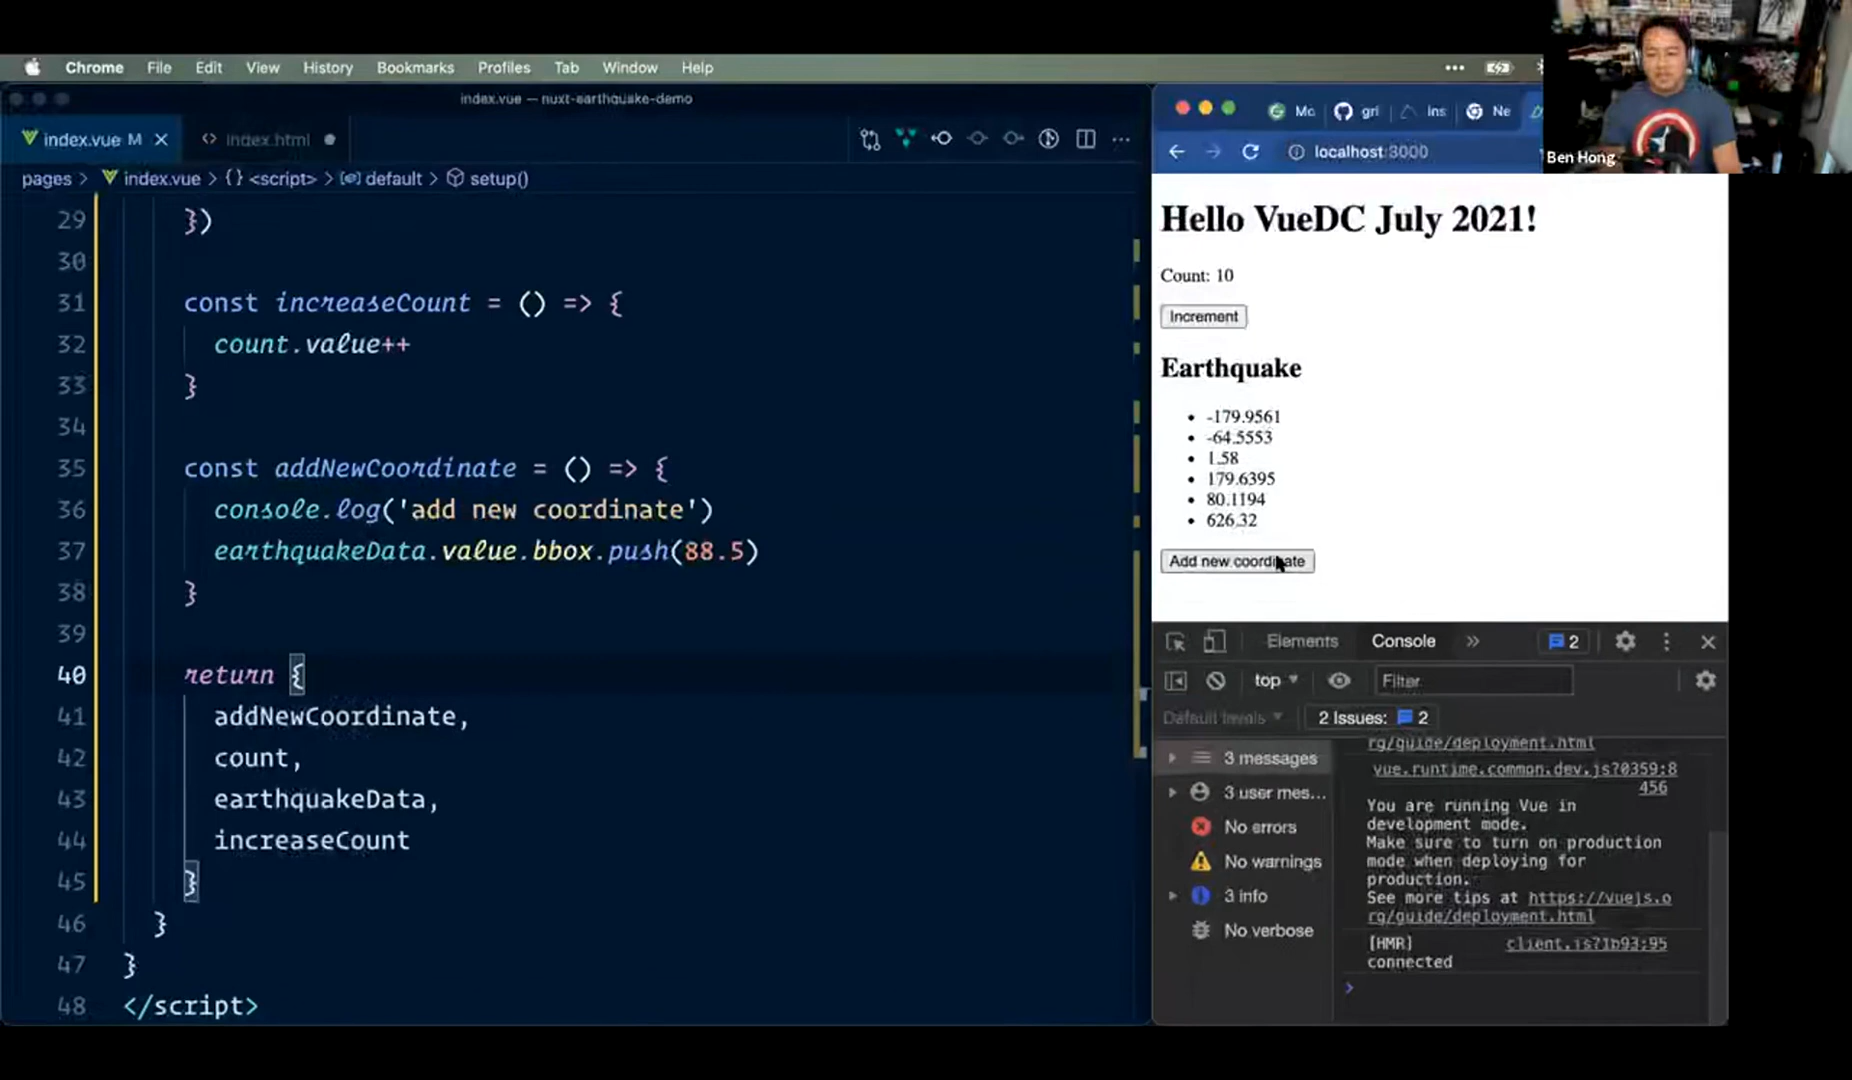 Chrome File Edit View History Bookmarks Profiles Tab Window Help
index.vue — nuxt-earthquake-demo
index.vue M
index.html
pages > index.vue > {} <script> > default > setup()
29 })
30
31 const increaseCount = () => {
32 count.value++
33 }
34
35 const addNewCoordinate = () => {
36 console.log('add new coordinate')
37 earthquakeData.value.bbox.push(88.5)
38 }
39
40 return {
41 addNewCoordinate,
42 count,
43 earthquakeData,
44 increaseCount
45 }
46 }
47 }
48 </script>
Mo gri Ins Ne
localhost:3000
Ben Hong
Hello VueDC July 2021!
Count: 10
Increment
Earthquake
• -179.9561
• -64.5553
• 1.58
• 179.6395
• 80.1194
• 626.32
Add new coordinate
Elements Console » 2
top Filter
Default levels 2 Issues: 2
3 messages
3 user mes...
No errors
No warnings
3 info
No verbose
rg/guide/deployment.html
vue.runtime.common.dev.js?0359:8
456
You are running Vue in
development mode.
Make sure to turn on production
mode when deploying for
production.
See more tips at https://vuejs.o
rg/guide/deployment.html
[HMR] client.js?1b93:95
connected